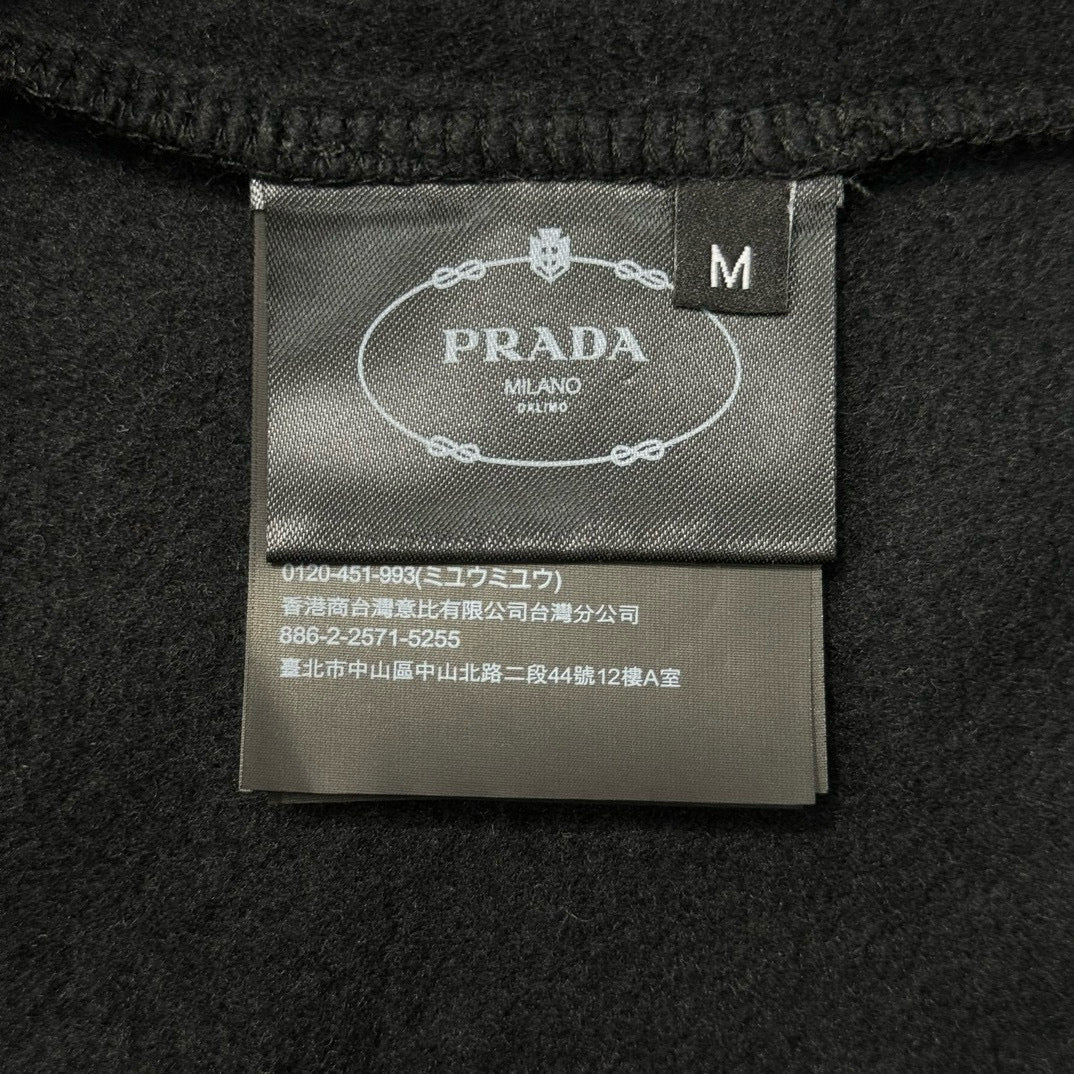 M
PRADA
MILANO
DALIMO
0120-451-993(ミユウミユウ)
香港商台灣意比有限公司台灣分公司
886-2-2571-5255
臺北市中山區中山北路二段44號12樓A室